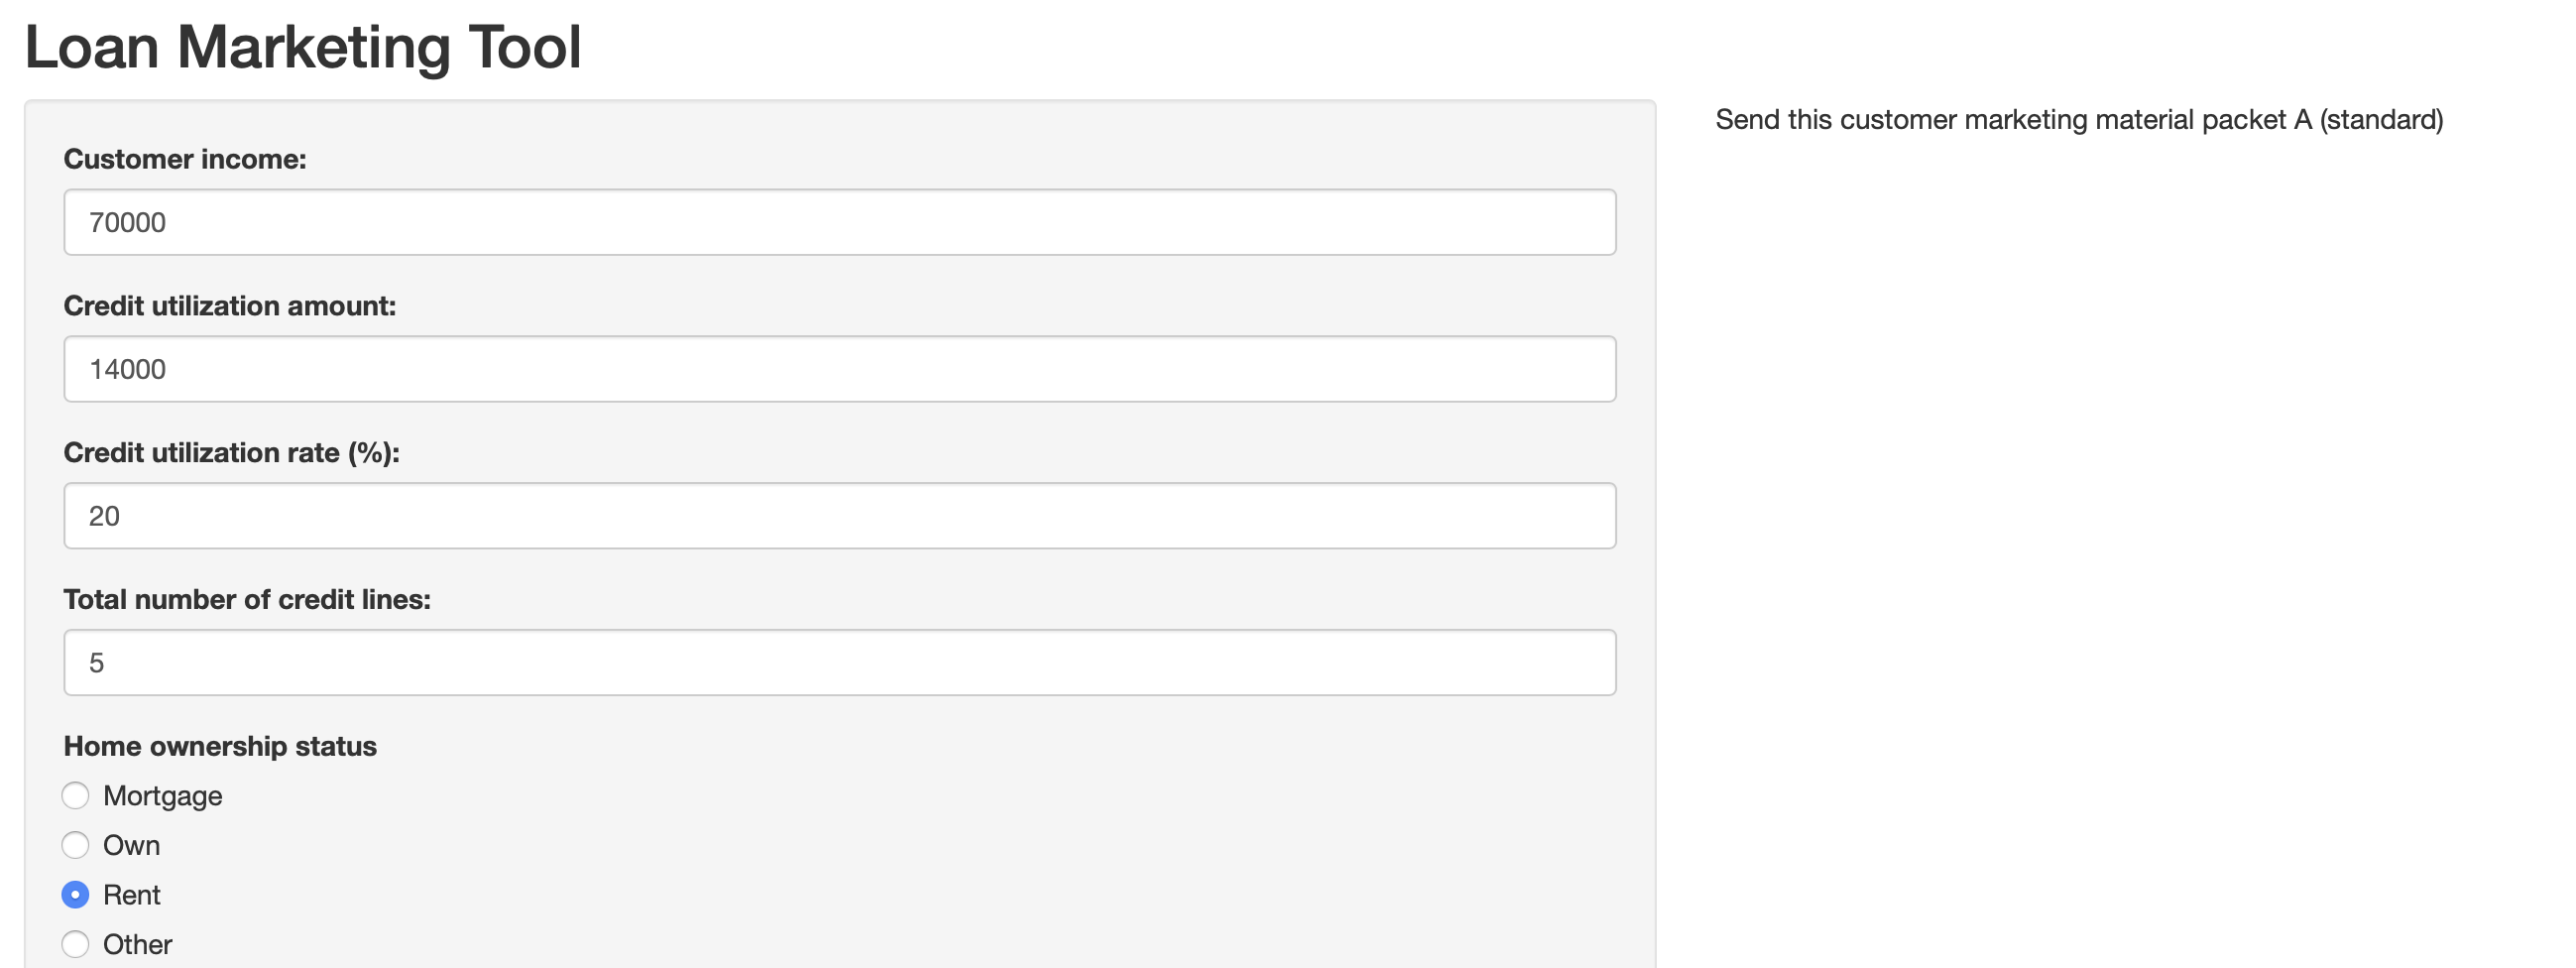 Loan Marketing Tool
Customer income:
70000
Credit utilization amount:
14000
Credit utilization rate (%):
20
Total number of credit lines:
5
Home ownership status
Mortgage
Own
Rent
Other
Send this customer marketing material packet A (standard)